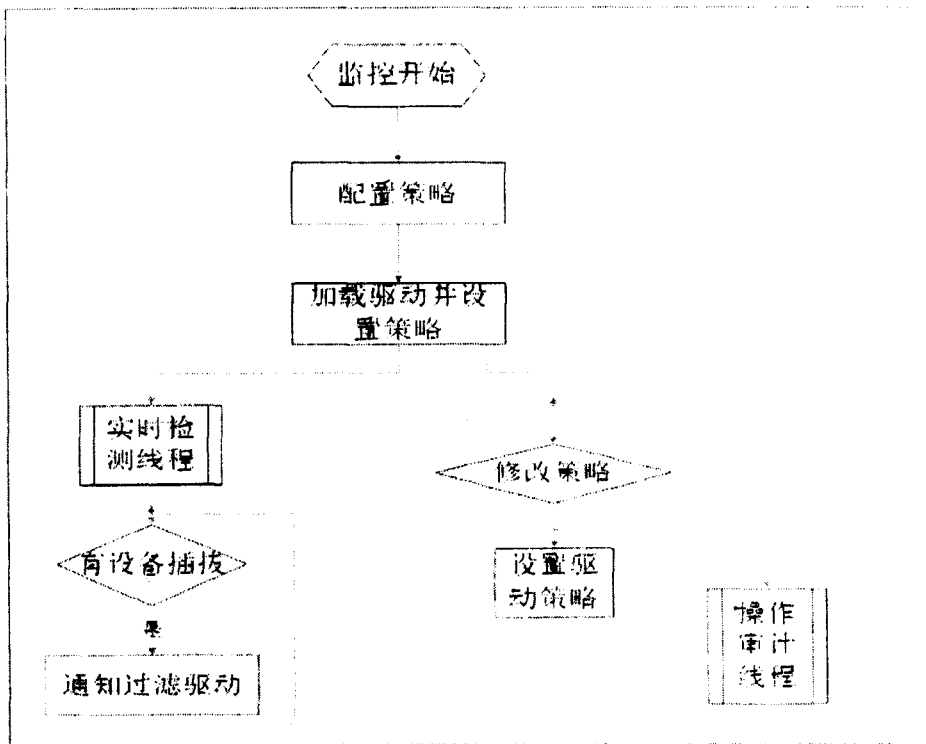 监控开始
配置策略
加载驱动并设
置策略
实时检
测线程
修改策略
有设备插拔
设置驱
动策略
是
操作
审计
线程
通知过滤驱动